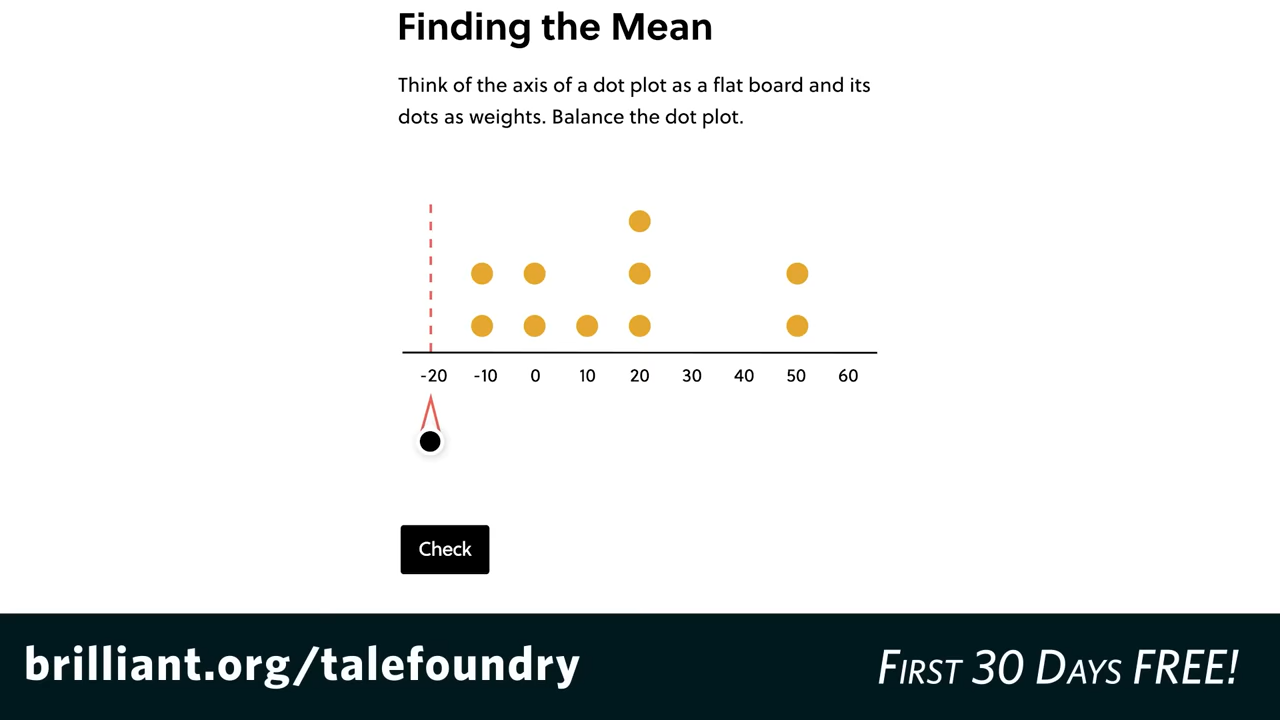 Finding the Mean
Think of the axis of a dot plot as a flat board and its
dots as weights. Balance the dot plot.
-20 -10 0 10 20 30 40 50 60
Check
brilliant.org/talefoundry
First 30 Days FREE!